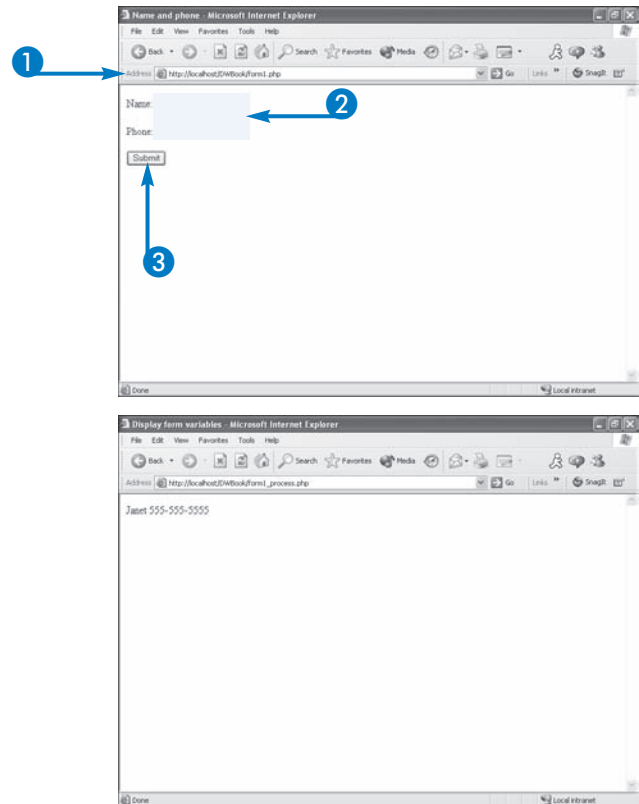 Name and phone - Microsoft Internet Explorer
File Edit View Favorites Tools Help
Back Search Favorites Media
1
Address http://localhost/DWBook/form1.php Go Links SnagIt
Name:
2
Phone:
Submit
3
Done Local intranet
Display form variables - Microsoft Internet Explorer
File Edit View Favorites Tools Help
Back Search Favorites Media
Address http://localhost/DWBook/form1_process.php Go Links SnagIt
Janet 555-555-5555
Done Local intranet